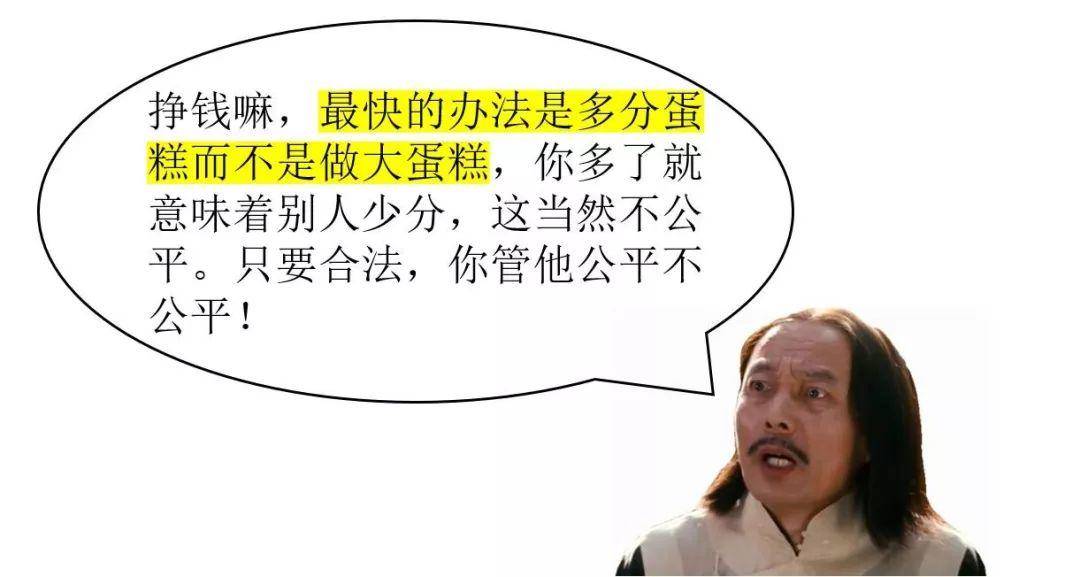 挣钱嘛，最快的办法是多分蛋
糕而不是做大蛋糕，你多了就
意味着别人少分，这当然不公
平。只要合法，你管他公平不
公平！